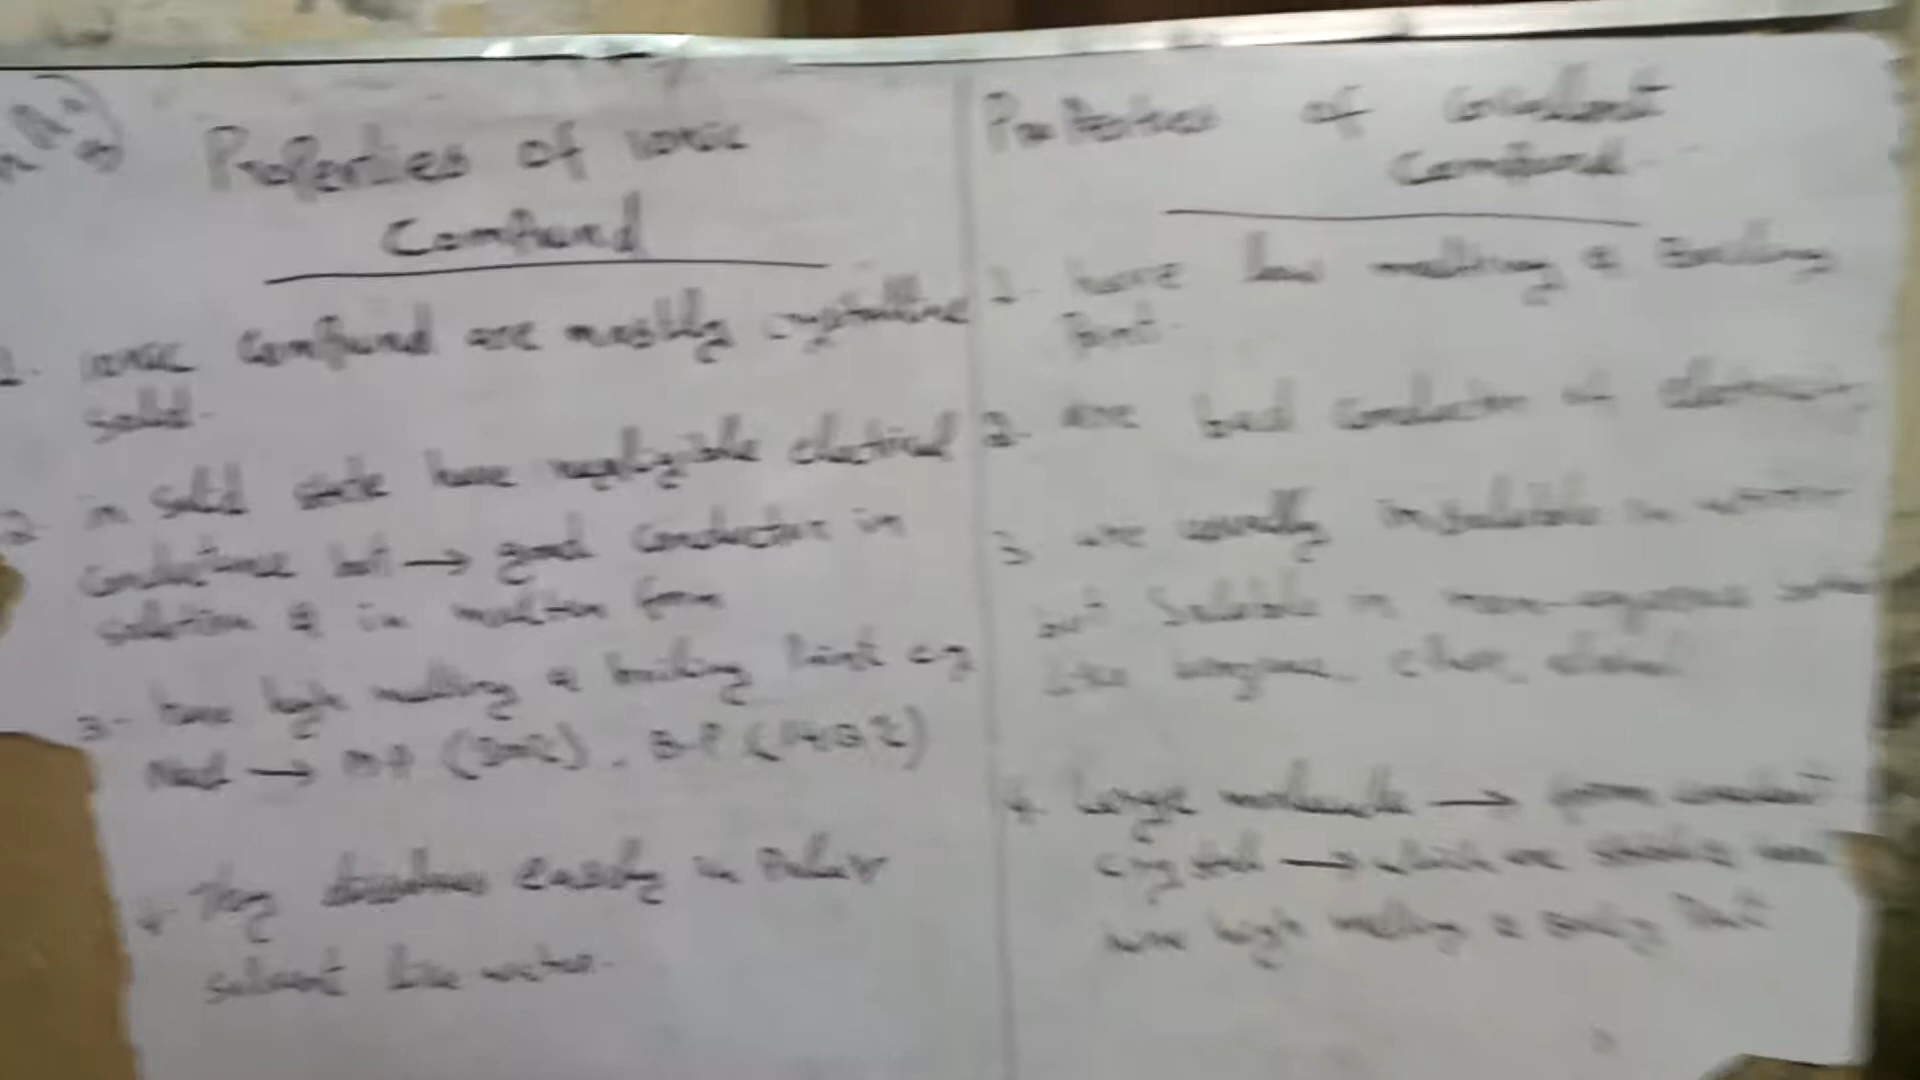 Properties of ionic
Compound
1- ionic compound are mostly crystalline
solid.
2- in solid state have negligible electrical
conductance but → good conductor in
solution & in molten form
3- have high melting & boiling point e.g
NaCl → M.P
4- They easily in Polar
solvent like water.
Properties of covalent
Compound
1- have low melting & Boiling
Point.
2- are bad conductor of electricity
3 are usually insoluble in water
but soluble in non-aqueous
like
4- Large molecule → form covalent
crystal → which are
have high melting & Boiling Point